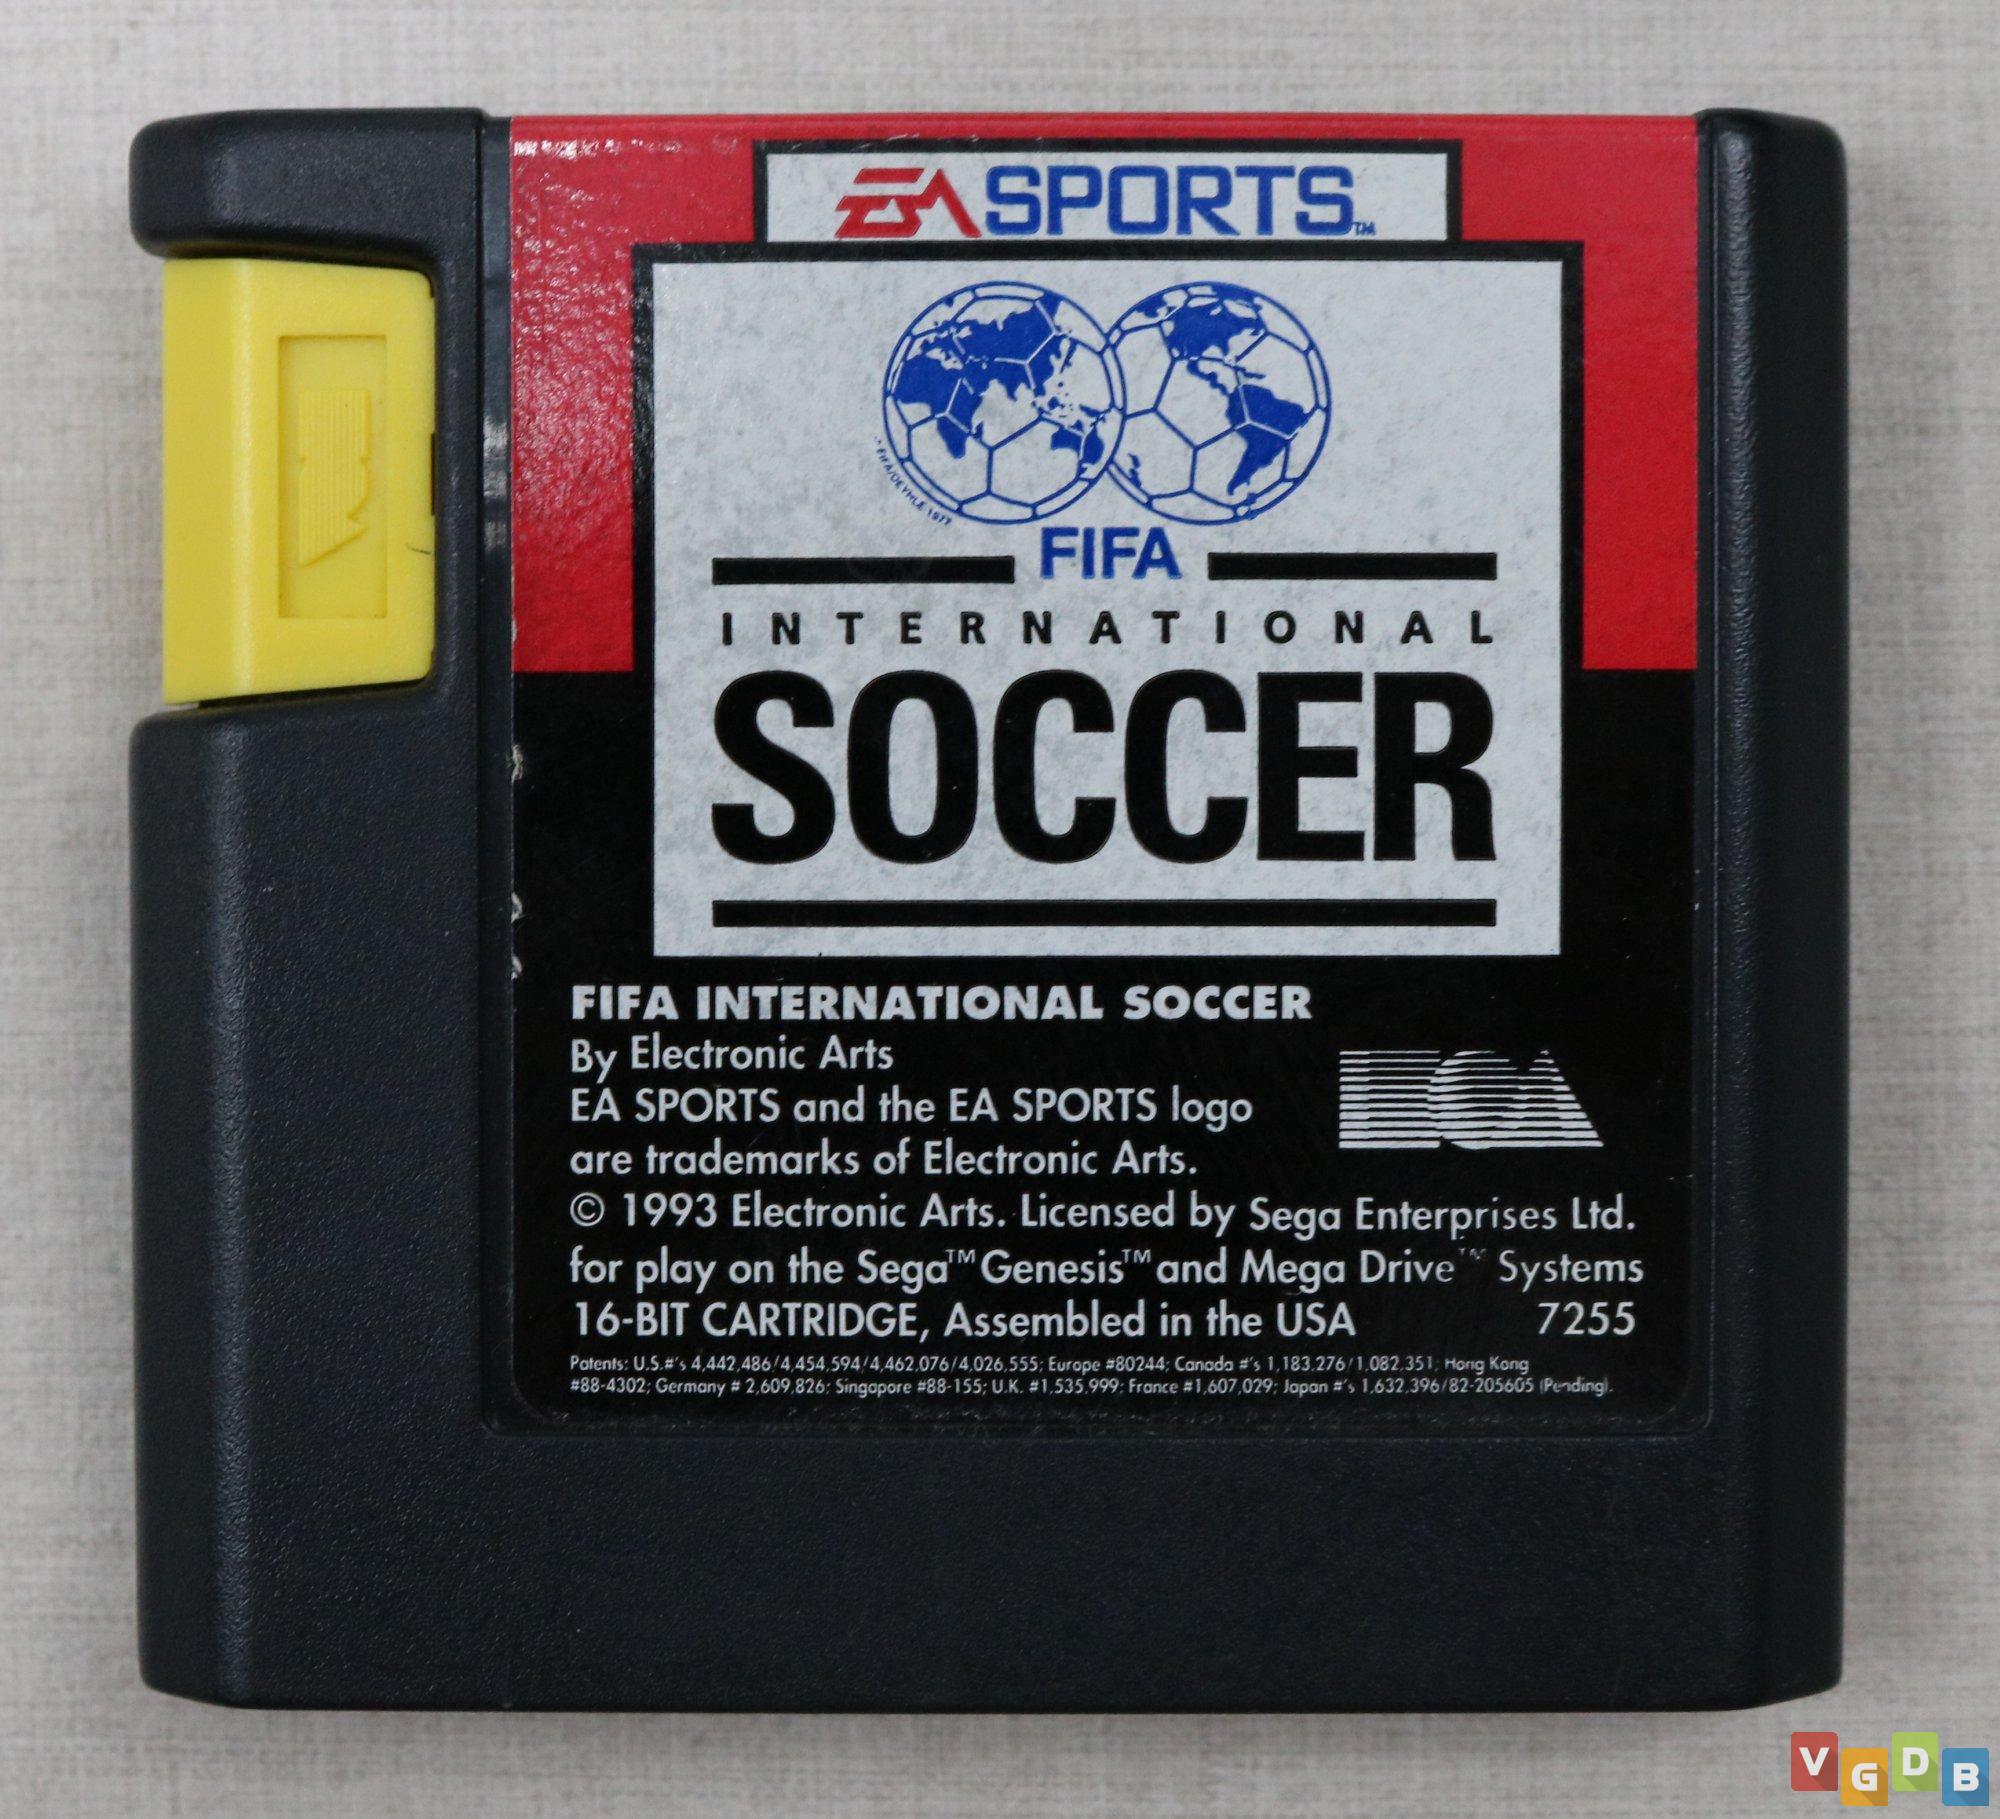 EA SPORTS™
FIFA/DEYHLE 1977
FIFA
INTERNATIONAL
SOCCER
FIFA INTERNATIONAL SOCCER
By Electronic Arts
EA SPORTS and the EA SPORTS logo
are trademarks of Electronic Arts.
© 1993 Electronic Arts. Licensed by Sega Enterprises Ltd.
for play on the Sega™ Genesis™ and Mega Drive™ Systems
16-BIT CARTRIDGE, Assembled in the USA 7255
Patents: U.S.#'s 4,442,486/4,454,594/4,462,076/4,026,555; Europe #80244; Canada #'s 1,183,276/1,082,351; Hong Kong
#88-4302; Germany # 2,609,826; Singapore #88-155; U.K. #1,535,999; France #1,607,029; Japan #'s 1,632,396/82-205605 (Pending).
VGDB